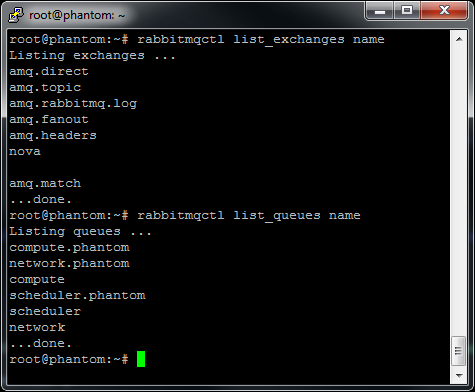 root@phantom: ~
root@phantom:~# rabbitmqctl list_exchanges name
Listing exchanges ...
amq.direct
amq.topic
amq.rabbitmq.log
amq.fanout
amq.headers
nova

amq.match
...done.
root@phantom:~# rabbitmqctl list_queues name
Listing queues ...
compute.phantom
network.phantom
compute
scheduler.phantom
scheduler
network
...done.
root@phantom:~#